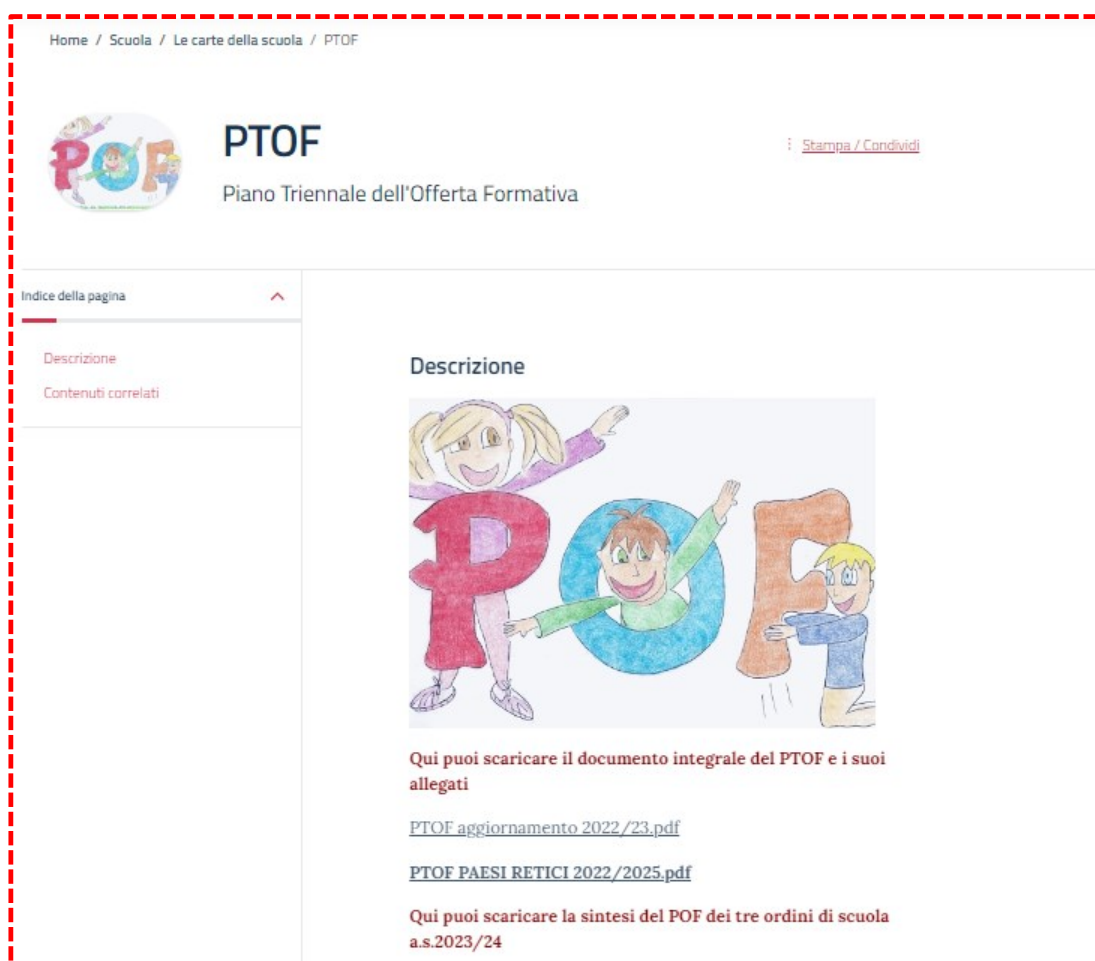 Home / Scuola / Le carte della scuola / PTOF
POF
PTOF
Stampa / Condividi
Piano Triennale dell'Offerta Formativa
Indice della pagina
Descrizione
Contenuti correlati
Descrizione
POF
Qui puoi scaricare il documento integrale del PTOF e i suoi
allegati
PTOF aggiornamento 2022/23.pdf
PTOF PAESI RETICI 2022/2025.pdf
Qui puoi scaricare la sintesi del POF dei tre ordini di scuola
a.s.2023/24